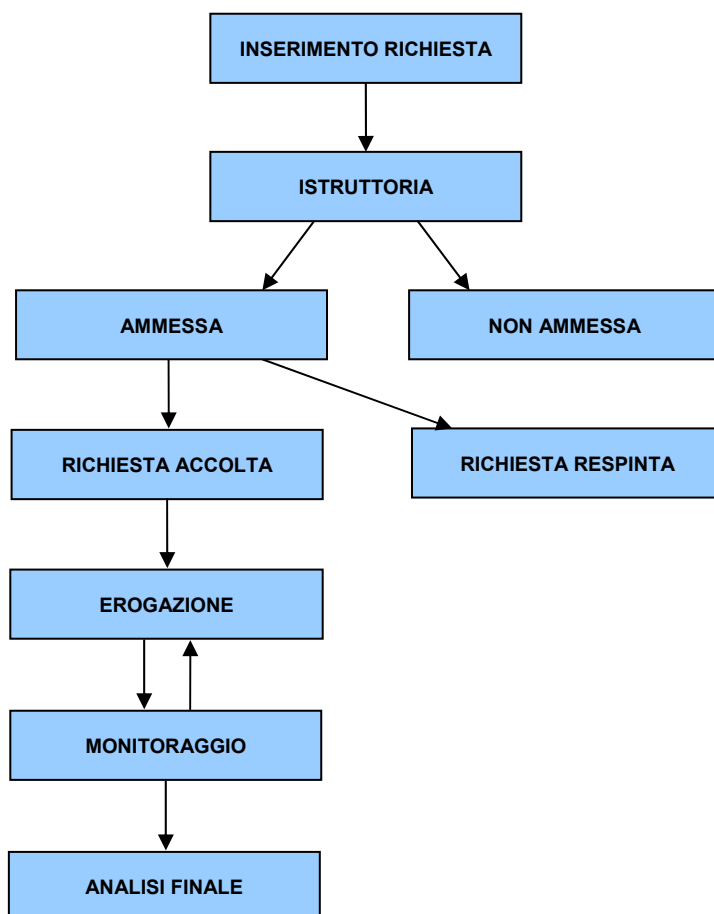 INSERIMENTO RICHIESTA
ISTRUTTORIA
AMMESSA
NON AMMESSA
RICHIESTA ACCOLTA
RICHIESTA RESPINTA
EROGAZIONE
MONITORAGGIO
ANALISI FINALE